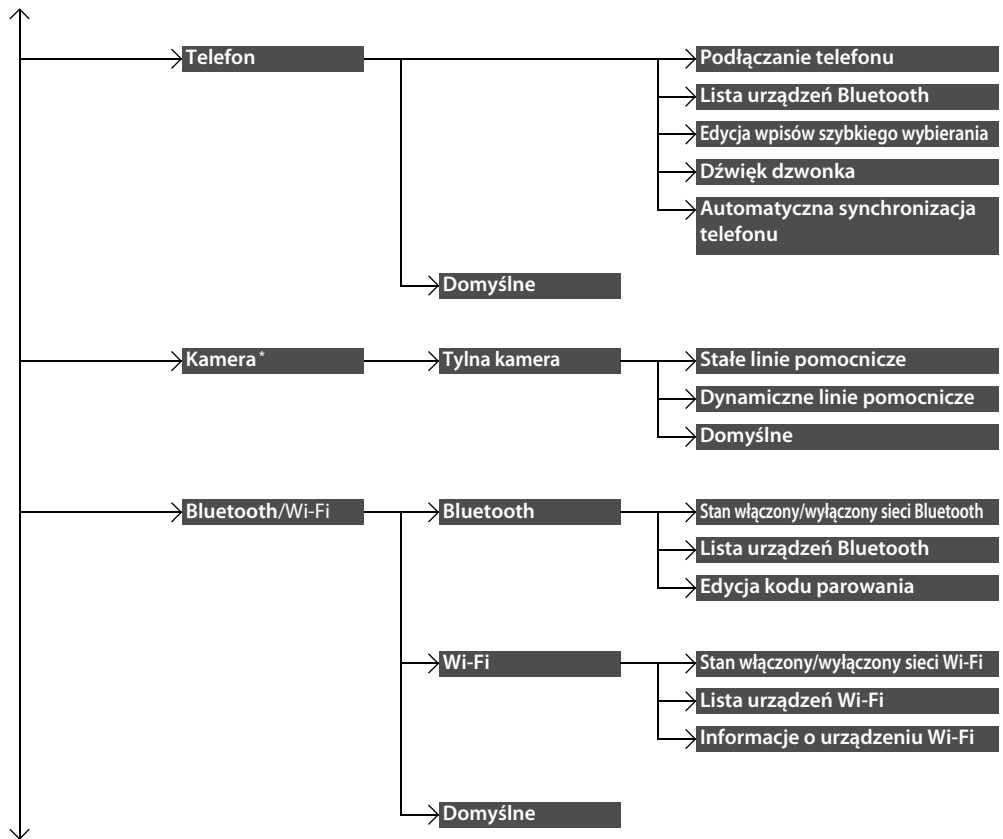 Telefon
Podłączanie telefonu
Lista urządzeń Bluetooth
Edycja wpisów szybkiego wybierania
Dźwięk dzwonka
Automatyczna synchronizacja
telefonu
Domyślne
Kamera*
Tylna kamera
Stałe linie pomocnicze
Dynamiczne linie pomocnicze
Domyślne
Bluetooth/Wi-Fi
Bluetooth
Stan włączony/wyłączony sieci Bluetooth
Lista urządzeń Bluetooth
Edycja kodu parowania
Wi-Fi
Stan włączony/wyłączony sieci Wi-Fi
Lista urządzeń Wi-Fi
Informacje o urządzeniu Wi-Fi
Domyślne